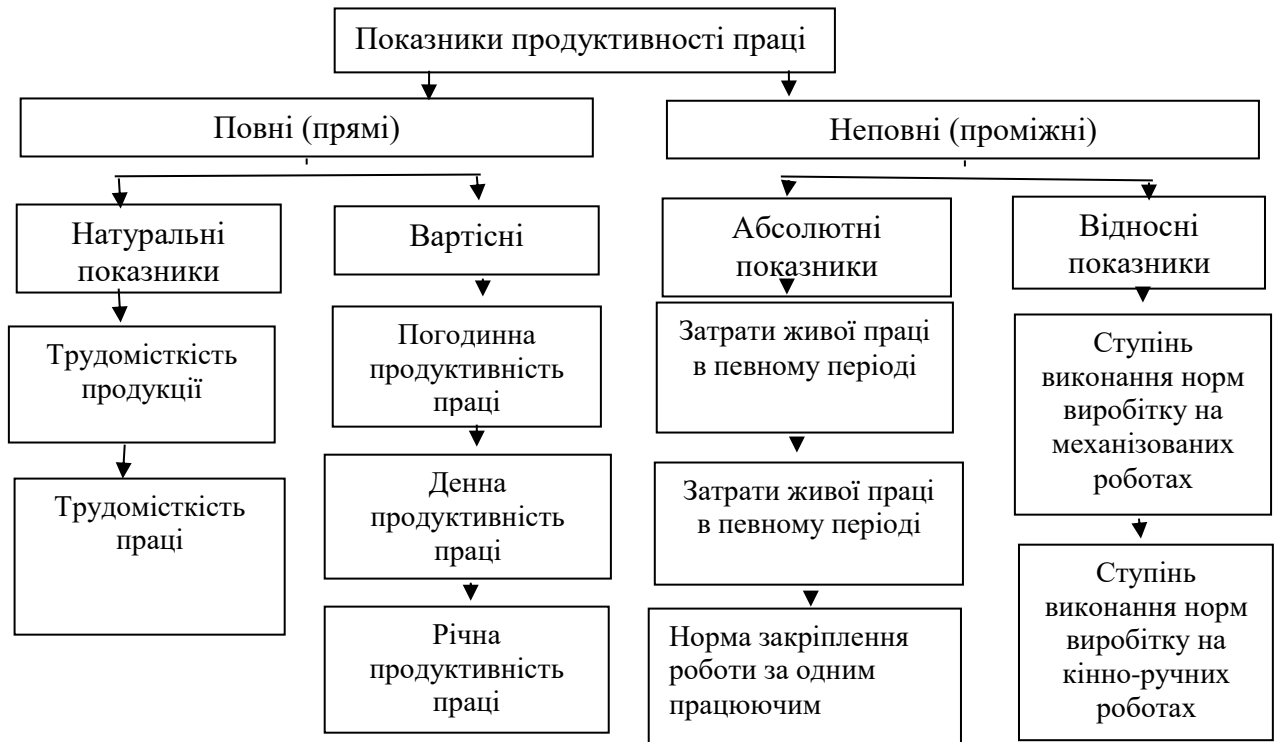 Показники продуктивності праці
Повні (прямі)
Неповні (проміжні)
Натуральні
показники
Вартісні
Абсолютні
показники
Відносні
показники
Трудомісткість
продукції
Трудомісткість
праці
Погодинна
продуктивність
праці
Денна
продуктивність
праці
Річна
продуктивність
праці
Затрати живої праці
в певному періоді
Затрати живої праці
в певному періоді
Норма закріплення
роботи за одним
працюючим
Ступінь
виконання норм
виробітку на
механізованих
роботах
Ступінь
виконання норм
виробітку на
кінно-ручних
роботах